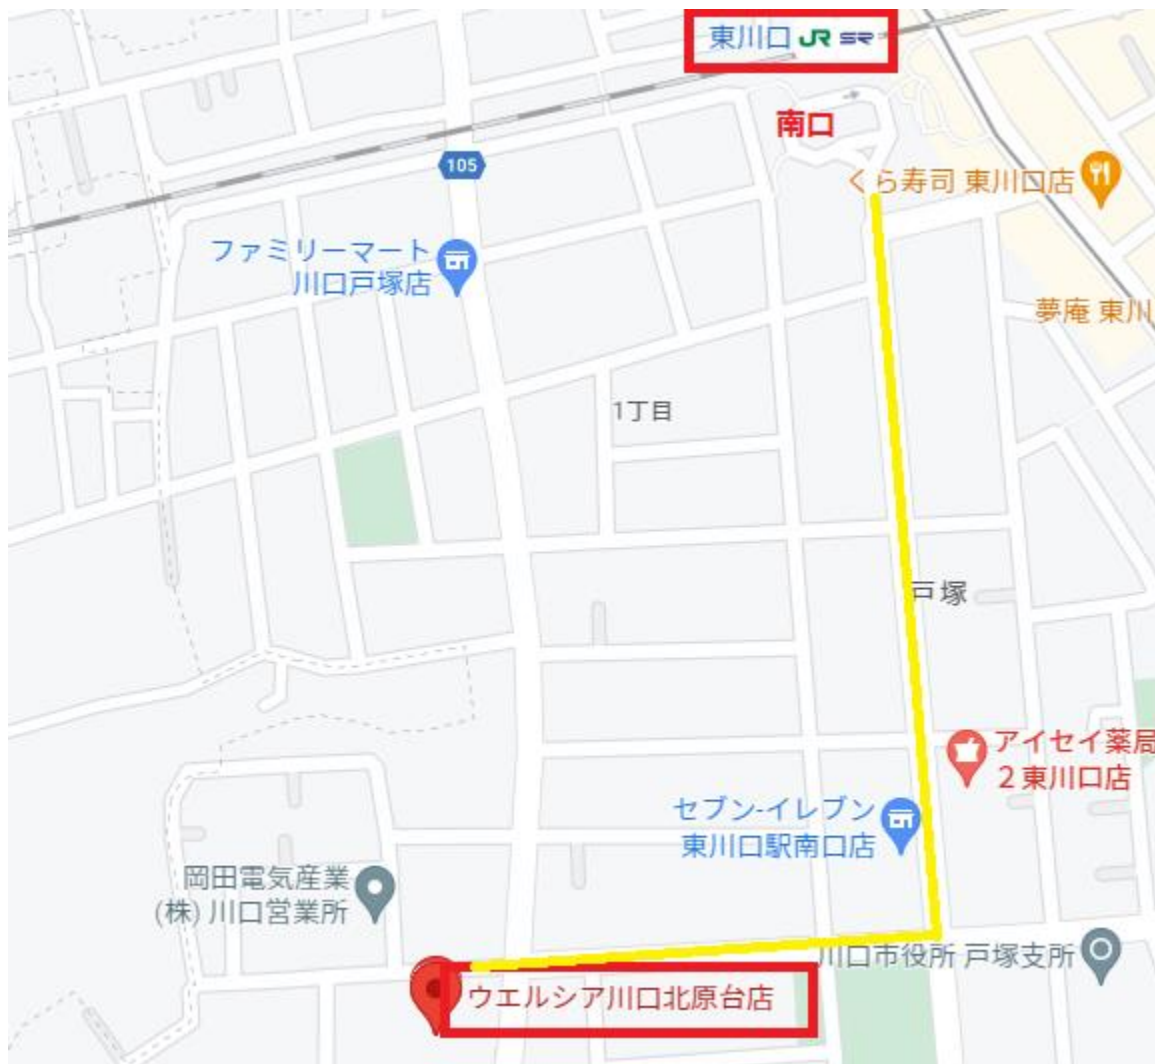 東川口 JR SR
南口
105
くら寿司 東川口店
ファミリーマート
川口戸塚店
夢庵 東川
1丁目
戸塚
アイセイ薬局
2東川口店
セブン-イレブン
東川口駅南口店
岡田電気産業
(株) 川口営業所
川口市役所 戸塚支所
ウエルシア川口北原台店